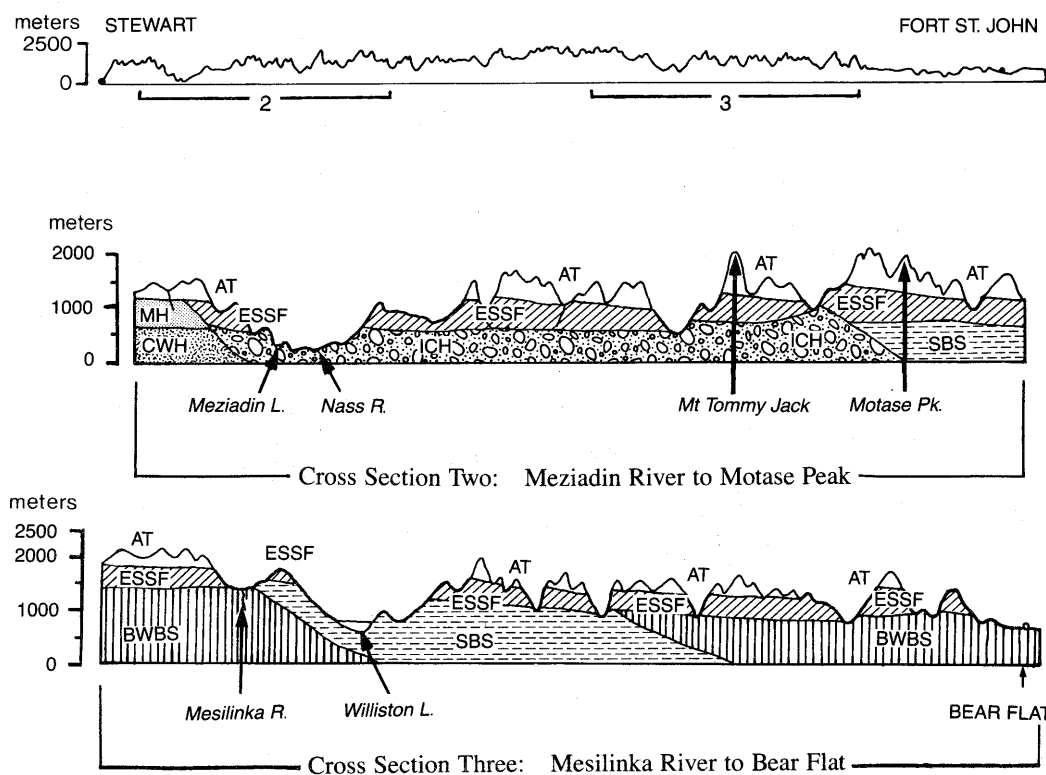 meters STEWART FORT ST. JOHN
2500
0
2 3
meters
2000
1000
0
AT AT AT AT
MH ESSF ESSF ESSF
CWH ICH ICH SBS
Meziadin L. Nass R. Mt Tommy Jack Motase Pk.
Cross Section Two: Meziadin River to Motase Peak
meters
2500
2000
1000
0
AT ESSF AT AT AT
ESSF ESSF ESSF ESSF
BWBS SBS BWBS
Mesilinka R. Williston L. BEAR FLAT
Cross Section Three: Mesilinka River to Bear Flat